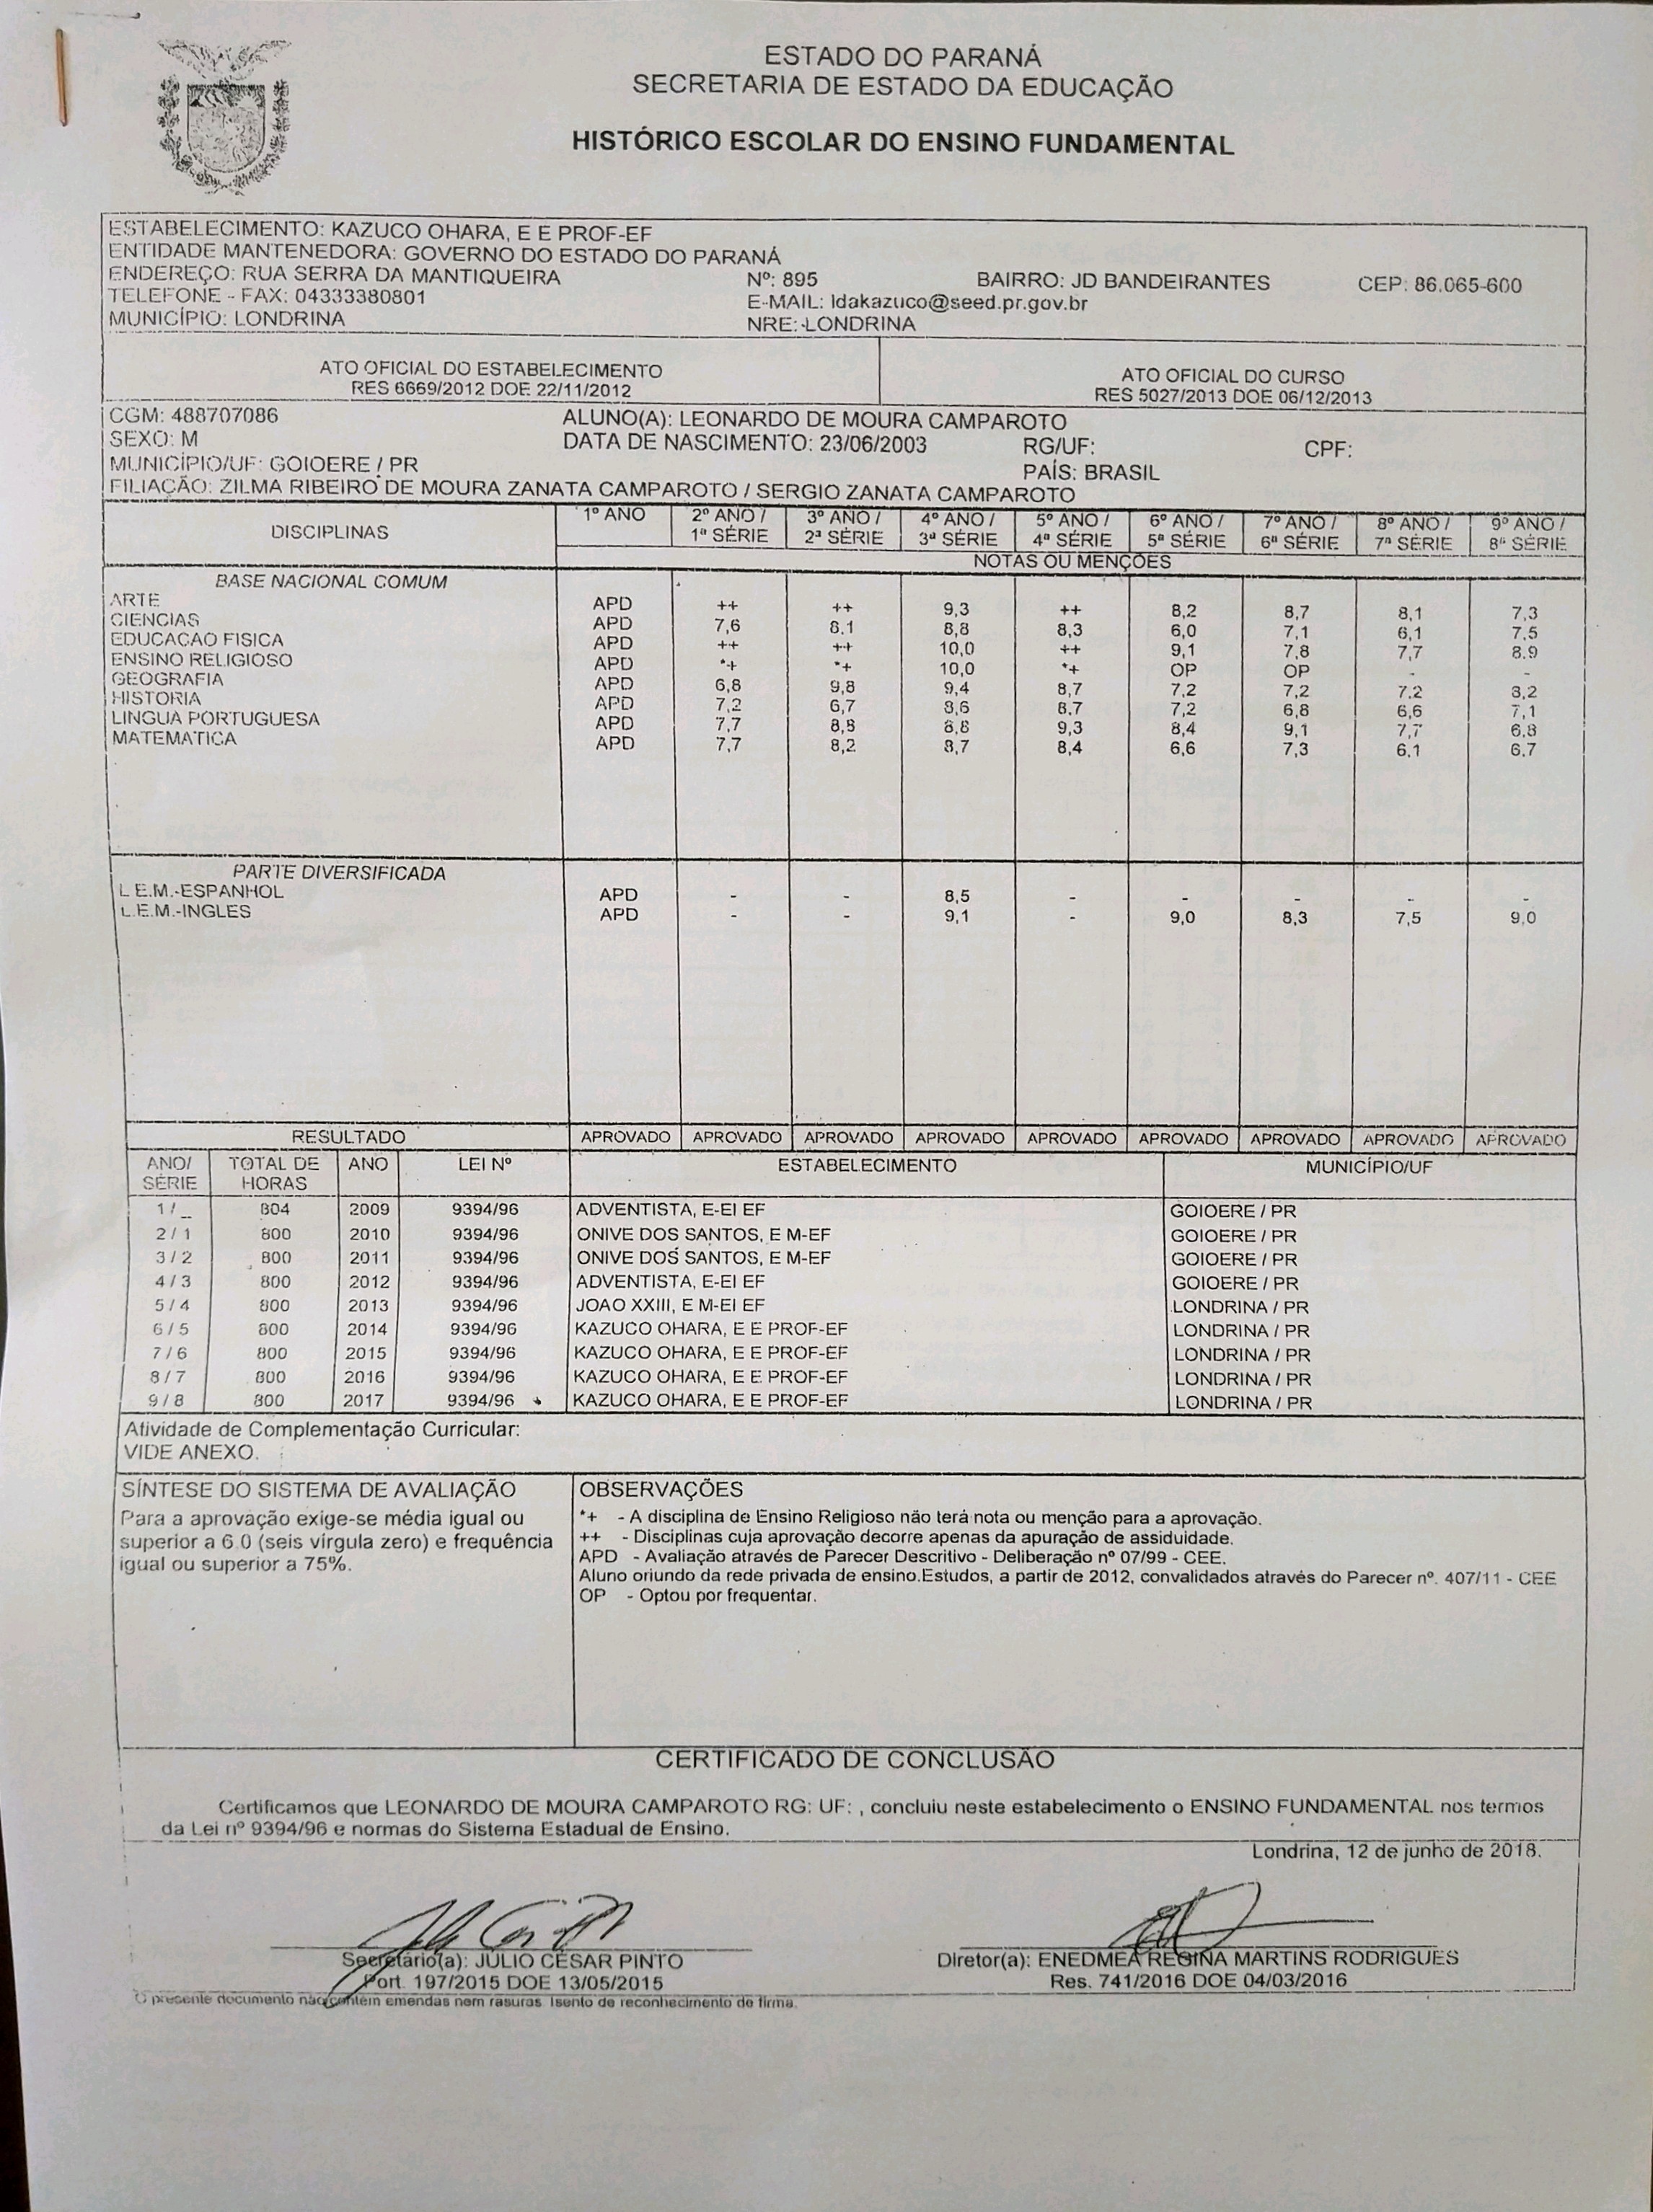 ESTADO DO PARANÁ
SECRETARIA DE ESTADO DA EDUCAÇÃO
HISTÓRICO ESCOLAR DO ENSINO FUNDAMENTAL
ESTABELECIMENTO: KAZUCO OHARA, E E PROF-EF
ENTIDADE MANTENEDORA: GOVERNO DO ESTADO DO PARANÁ
ENDEREÇO: RUA SERRA DA MANTIQUEIRA Nº: 895 BAIRRO: JD BANDEIRANTES CEP: 86.065-600
TELEFONE - FAX: 04333380801 E-MAIL: ldakazuco@seed.pr.gov.br
MUNICÍPIO: LONDRINA NRE: LONDRINA
ATO OFICIAL DO ESTABELECIMENTO ATO OFICIAL DO CURSO
RES 6669/2012 DOE 22/11/2012 RES 5027/2013 DOE 06/12/2013
CGM: 488707086 ALUNO(A): LEONARDO DE MOURA CAMPAROTO
SEXO: M DATA DE NASCIMENTO: 23/06/2003 RG/UF: CPF:
MUNICÍPIO/UF: GOIOERE / PR PAÍS: BRASIL
FILIAÇÃO: ZILMA RIBEIRO DE MOURA ZANATA CAMPAROTO / SERGIO ZANATA CAMPAROTO
DISCIPLINAS 1º ANO 2º ANO / 1ª SÉRIE 3º ANO / 2ª SÉRIE 4º ANO / 3ª SÉRIE 5º ANO / 4ª SÉRIE 6º ANO / 5ª SÉRIE 7º ANO / 6ª SÉRIE 8º ANO / 7ª SÉRIE 9º ANO / 8ª SÉRIE
NOTAS OU MENÇÕES
BASE NACIONAL COMUM
ARTE APD ++ ++ 9,3 ++ 8,2 8,7 8,1 7,3
CIENCIAS APD 7,6 8,1 8,8 8,3 6,0 7,1 6,1 7,5
EDUCACAO FISICA APD ++ ++ 10,0 ++ 9,1 7,8 7,7 8,9
ENSINO RELIGIOSO APD *+ *+ 10,0 *+ OP OP - -
GEOGRAFIA APD 6,8 9,8 9,4 8,7 7,2 7,2 7,2 8,2
HISTORIA APD 7,2 6,7 8,6 8,7 7,2 6,8 6,6 7,1
LINGUA PORTUGUESA APD 7,7 8,8 8,8 9,3 8,4 9,1 7,7 6,8
MATEMATICA APD 7,7 8,2 8,7 8,4 6,6 7,3 6,1 6,7
PARTE DIVERSIFICADA
L.E.M.-ESPANHOL APD - - 8,5 - - - - -
L.E.M.-INGLES APD - - 9,1 - 9,0 8,3 7,5 9,0
RESULTADO APROVADO APROVADO APROVADO APROVADO APROVADO APROVADO APROVADO APROVADO APROVADO
ANO/ SÉRIE TOTAL DE HORAS ANO LEI Nº ESTABELECIMENTO MUNICÍPIO/UF
1 / _ 804 2009 9394/96 ADVENTISTA, E-EI EF GOIOERE / PR
2 / 1 800 2010 9394/96 ONIVE DOS SANTOS, E M-EF GOIOERE / PR
3 / 2 800 2011 9394/96 ONIVE DOS SANTOS, E M-EF GOIOERE / PR
4 / 3 800 2012 9394/96 ADVENTISTA, E-EI EF GOIOERE / PR
5 / 4 800 2013 9394/96 JOAO XXIII, E M-EI EF LONDRINA / PR
6 / 5 800 2014 9394/96 KAZUCO OHARA, E E PROF-EF LONDRINA / PR
7 / 6 800 2015 9394/96 KAZUCO OHARA, E E PROF-EF LONDRINA / PR
8 / 7 800 2016 9394/96 KAZUCO OHARA, E E PROF-EF LONDRINA / PR
9 / 8 800 2017 9394/96 KAZUCO OHARA, E E PROF-EF LONDRINA / PR
Atividade de Complementação Curricular:
VIDE ANEXO.
SÍNTESE DO SISTEMA DE AVALIAÇÃO
Para a aprovação exige-se média igual ou
superior a 6.0 (seis vírgula zero) e frequência
igual ou superior a 75%.
OBSERVAÇÕES
*+ - A disciplina de Ensino Religioso não terá nota ou menção para a aprovação.
++ - Disciplinas cuja aprovação decorre apenas da apuração de assiduidade.
APD - Avaliação através de Parecer Descritivo - Deliberação nº 07/99 - CEE.
Aluno oriundo da rede privada de ensino.Estudos, a partir de 2012, convalidados através do Parecer nº. 407/11 - CEE
OP - Optou por frequentar.
CERTIFICADO DE CONCLUSÃO
Certificamos que LEONARDO DE MOURA CAMPAROTO RG: UF: , concluiu neste estabelecimento o ENSINO FUNDAMENTAL nos termos
da Lei nº 9394/96 e normas do Sistema Estadual de Ensino.
Londrina, 12 de junho de 2018.
Secretário(a): JULIO CESAR PINTO Diretor(a): ENEDMEA REGINA MARTINS RODRIGUES
Port. 197/2015 DOE 13/05/2015 Res. 741/2016 DOE 04/03/2016
O presente documento não contém emendas nem rasuras. Isento de reconhecimento de firma.